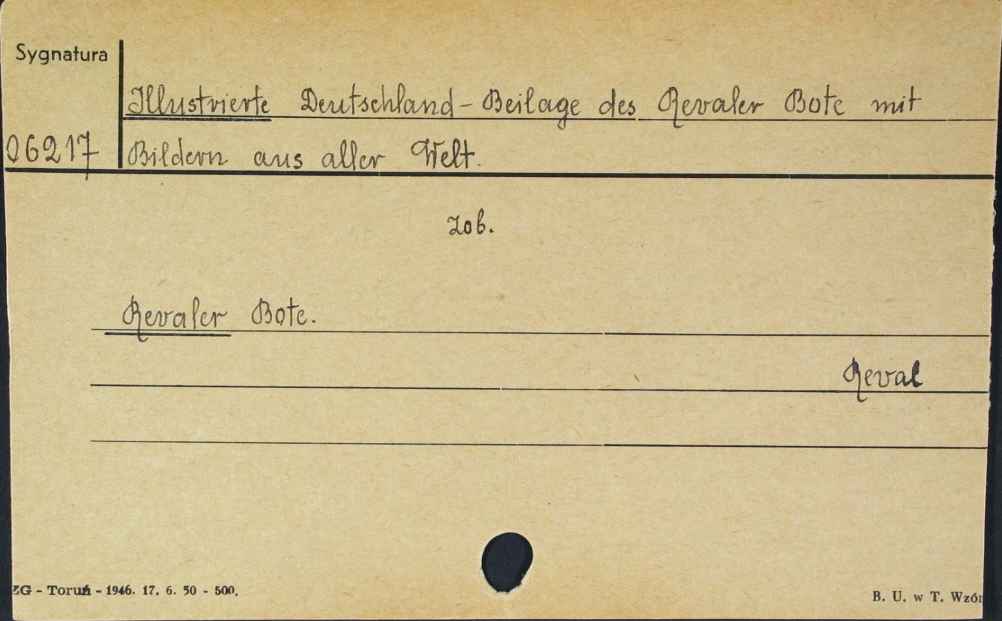 Sygnatura
Illustrierte Deutschland - Beilage des Revaler Bote mit
06217 Bildern aus aller Welt.
zob.
Revaler Bote.
Reval
ZG - Toruń - 1946. 17. 6. 50 - 500.
B. U. w T. Wzór